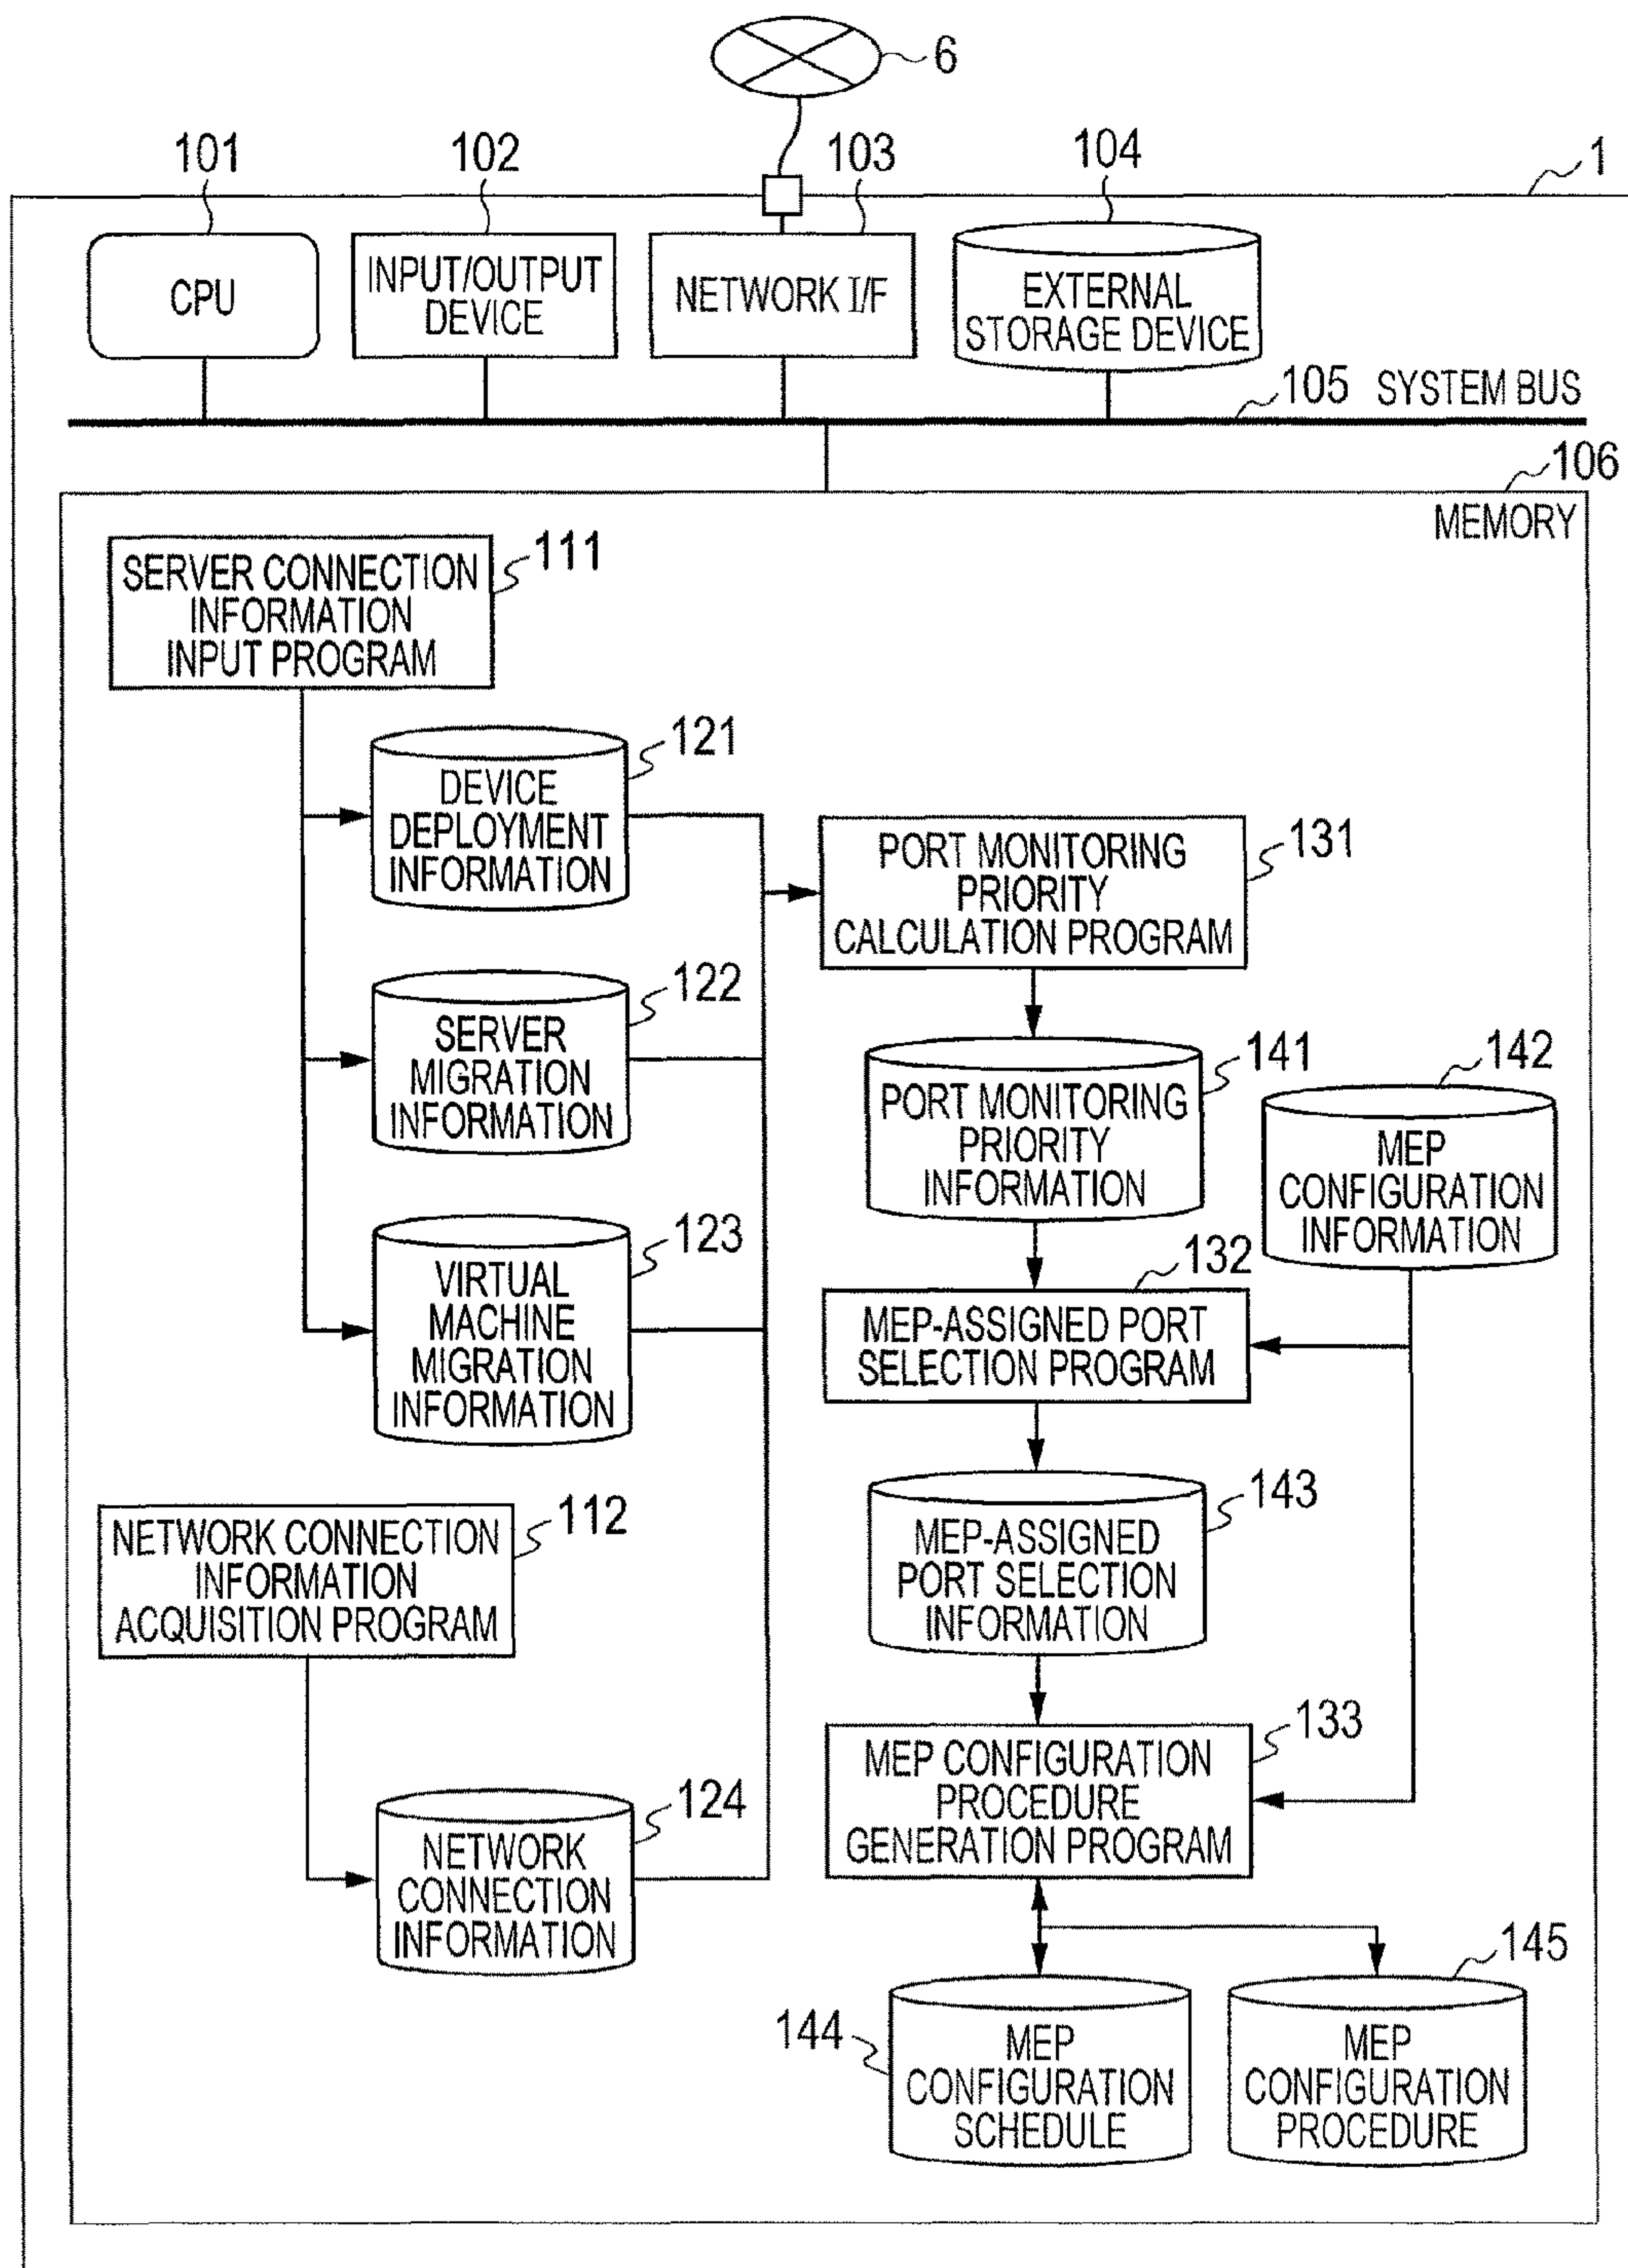 6
101
102
103
104
1
CPU
INPUT/OUTPUT
DEVICE
NETWORK I/F
EXTERNAL
STORAGE DEVICE
105
SYSTEM BUS
106
MEMORY
SERVER CONNECTION
INFORMATION
INPUT PROGRAM
111
121
DEVICE
DEPLOYMENT
INFORMATION
PORT MONITORING
PRIORITY
CALCULATION PROGRAM
131
122
SERVER
MIGRATION
INFORMATION
141
PORT MONITORING
PRIORITY
INFORMATION
142
MEP
CONFIGURATION
INFORMATION
123
VIRTUAL
MACHINE
MIGRATION
INFORMATION
132
MEP-ASSIGNED PORT
SELECTION PROGRAM
143
MEP-ASSIGNED
PORT SELECTION
INFORMATION
112
NETWORK CONNECTION
INFORMATION
ACQUISITION PROGRAM
133
MEP CONFIGURATION
PROCEDURE
GENERATION PROGRAM
124
NETWORK
CONNECTION
INFORMATION
144
MEP
CONFIGURATION
SCHEDULE
145
MEP
CONFIGURATION
PROCEDURE